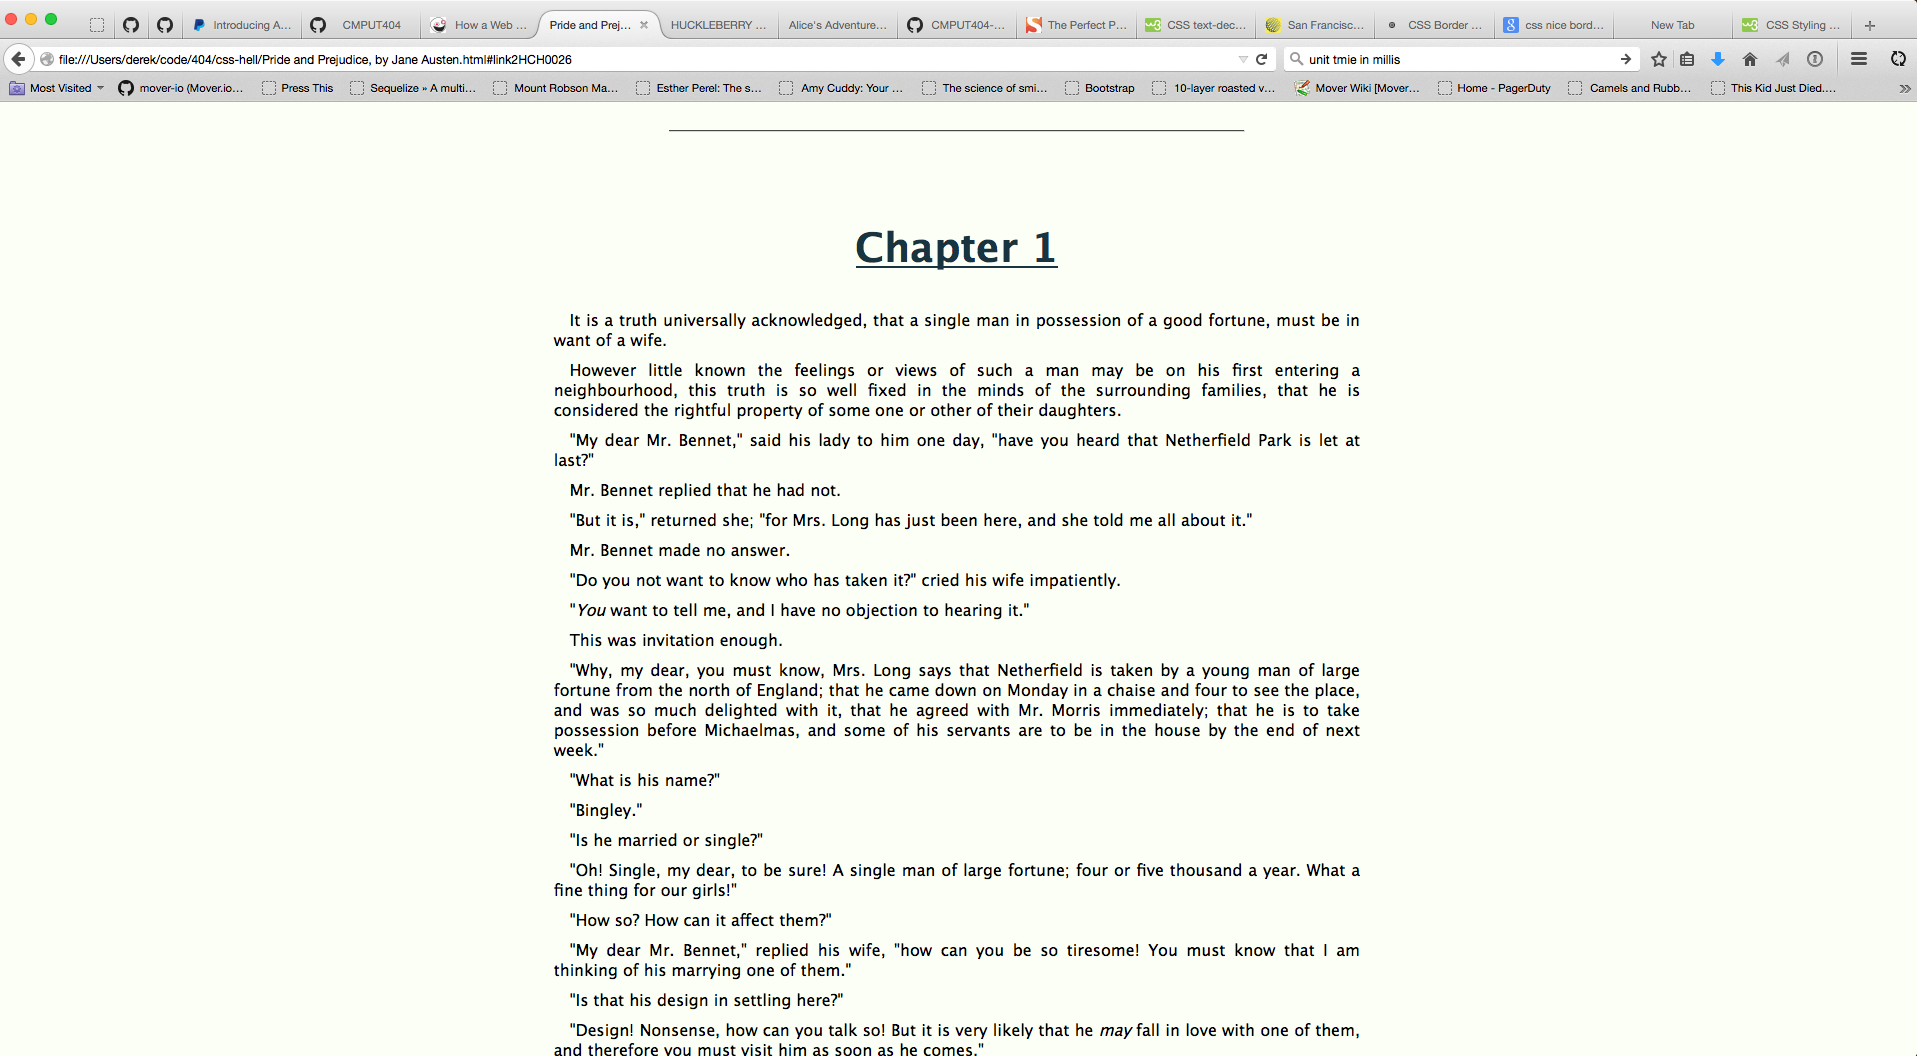 Introducing A...
CMPUT404
How a Web ...
Pride and Prej...
HUCKLEBERRY ...
Alice's Adventure...
CMPUT404-...
The Perfect P...
CSS text-dec...
San Francisc...
CSS Border ...
css nice bord...
New Tab
CSS Styling ...
file:///Users/derek/code/404/css-hell/Pride and Prejudice, by Jane Austen.html#link2HCH0026
unit tmie in millis
Most Visited
mover-io (Mover.io...
Press This
Sequelize » A multi...
Mount Robson Ma...
Esther Perel: The s...
Amy Cuddy: Your ...
The science of smi...
Bootstrap
10-layer roasted v...
Mover Wiki [Mover...
Home - PagerDuty
Camels and Rubb...
This Kid Just Died....
Chapter 1
It is a truth universally acknowledged, that a single man in possession of a good fortune, must be in
want of a wife.
However little known the feelings or views of such a man may be on his first entering a
neighbourhood, this truth is so well fixed in the minds of the surrounding families, that he is
considered the rightful property of some one or other of their daughters.
"My dear Mr. Bennet," said his lady to him one day, "have you heard that Netherfield Park is let at
last?"
Mr. Bennet replied that he had not.
"But it is," returned she; "for Mrs. Long has just been here, and she told me all about it."
Mr. Bennet made no answer.
"Do you not want to know who has taken it?" cried his wife impatiently.
"You want to tell me, and I have no objection to hearing it."
This was invitation enough.
"Why, my dear, you must know, Mrs. Long says that Netherfield is taken by a young man of large
fortune from the north of England; that he came down on Monday in a chaise and four to see the place,
and was so much delighted with it, that he agreed with Mr. Morris immediately; that he is to take
possession before Michaelmas, and some of his servants are to be in the house by the end of next
week."
"What is his name?"
"Bingley."
"Is he married or single?"
"Oh! Single, my dear, to be sure! A single man of large fortune; four or five thousand a year. What a
fine thing for our girls!"
"How so? How can it affect them?"
"My dear Mr. Bennet," replied his wife, "how can you be so tiresome! You must know that I am
thinking of his marrying one of them."
"Is that his design in settling here?"
"Design! Nonsense, how can you talk so! But it is very likely that he may fall in love with one of them,
and therefore you must visit him as soon as he comes."